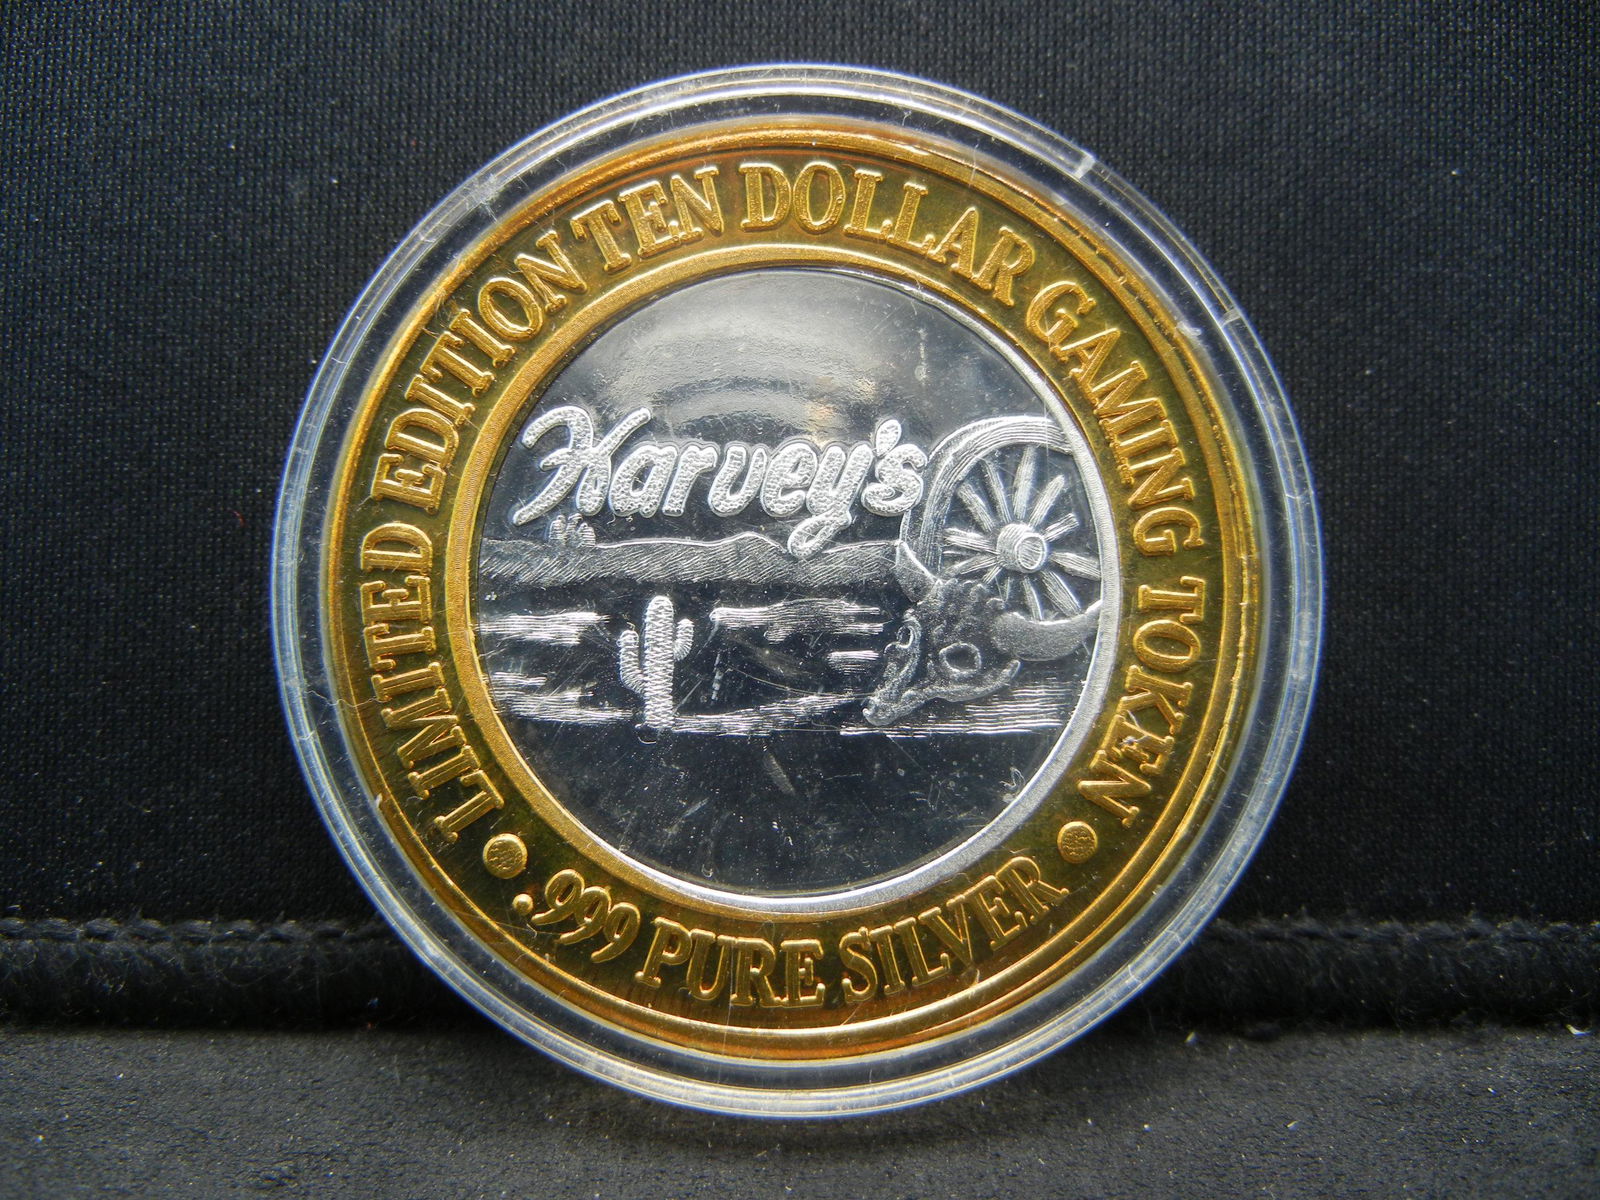 LIMITED EDITION TEN DOLLAR GAMING TOKEN
Harvey's
.999 PURE SILVER